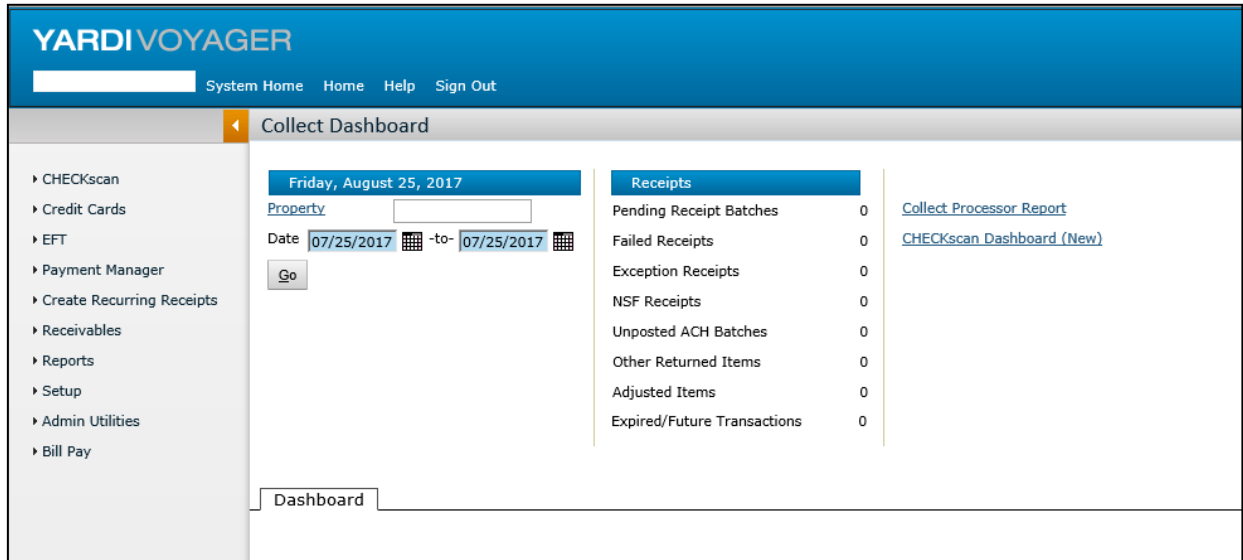 YARDI VOYAGER
System Home Home Help Sign Out
Collect Dashboard
CHECKscan
Credit Cards
EFT
Payment Manager
Create Recurring Receipts
Receivables
Reports
Setup
Admin Utilities
Bill Pay
Friday, August 25, 2017
Property
Date 07/25/2017 -to- 07/25/2017
Go
Receipts
Pending Receipt Batches 0
Failed Receipts 0
Exception Receipts 0
NSF Receipts 0
Unposted ACH Batches 0
Other Returned Items 0
Adjusted Items 0
Expired/Future Transactions 0
Collect Processor Report
CHECKscan Dashboard (New)
Dashboard